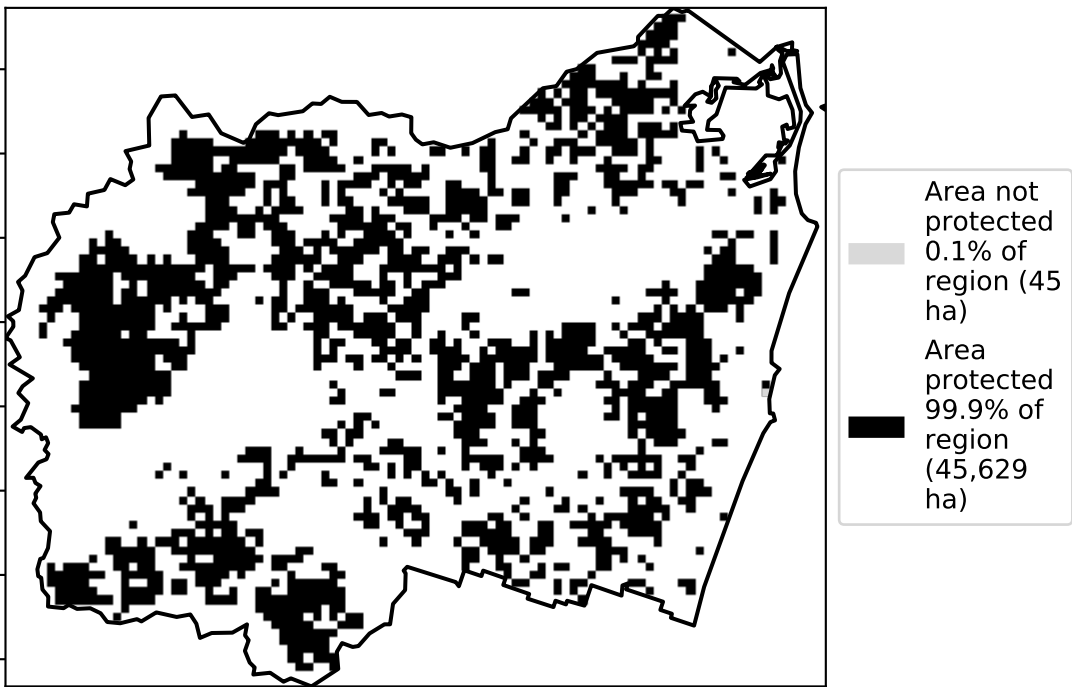 Area not
protected
0.1% of
region (45
ha)
Area
protected
99.9% of
region
(45,629
ha)